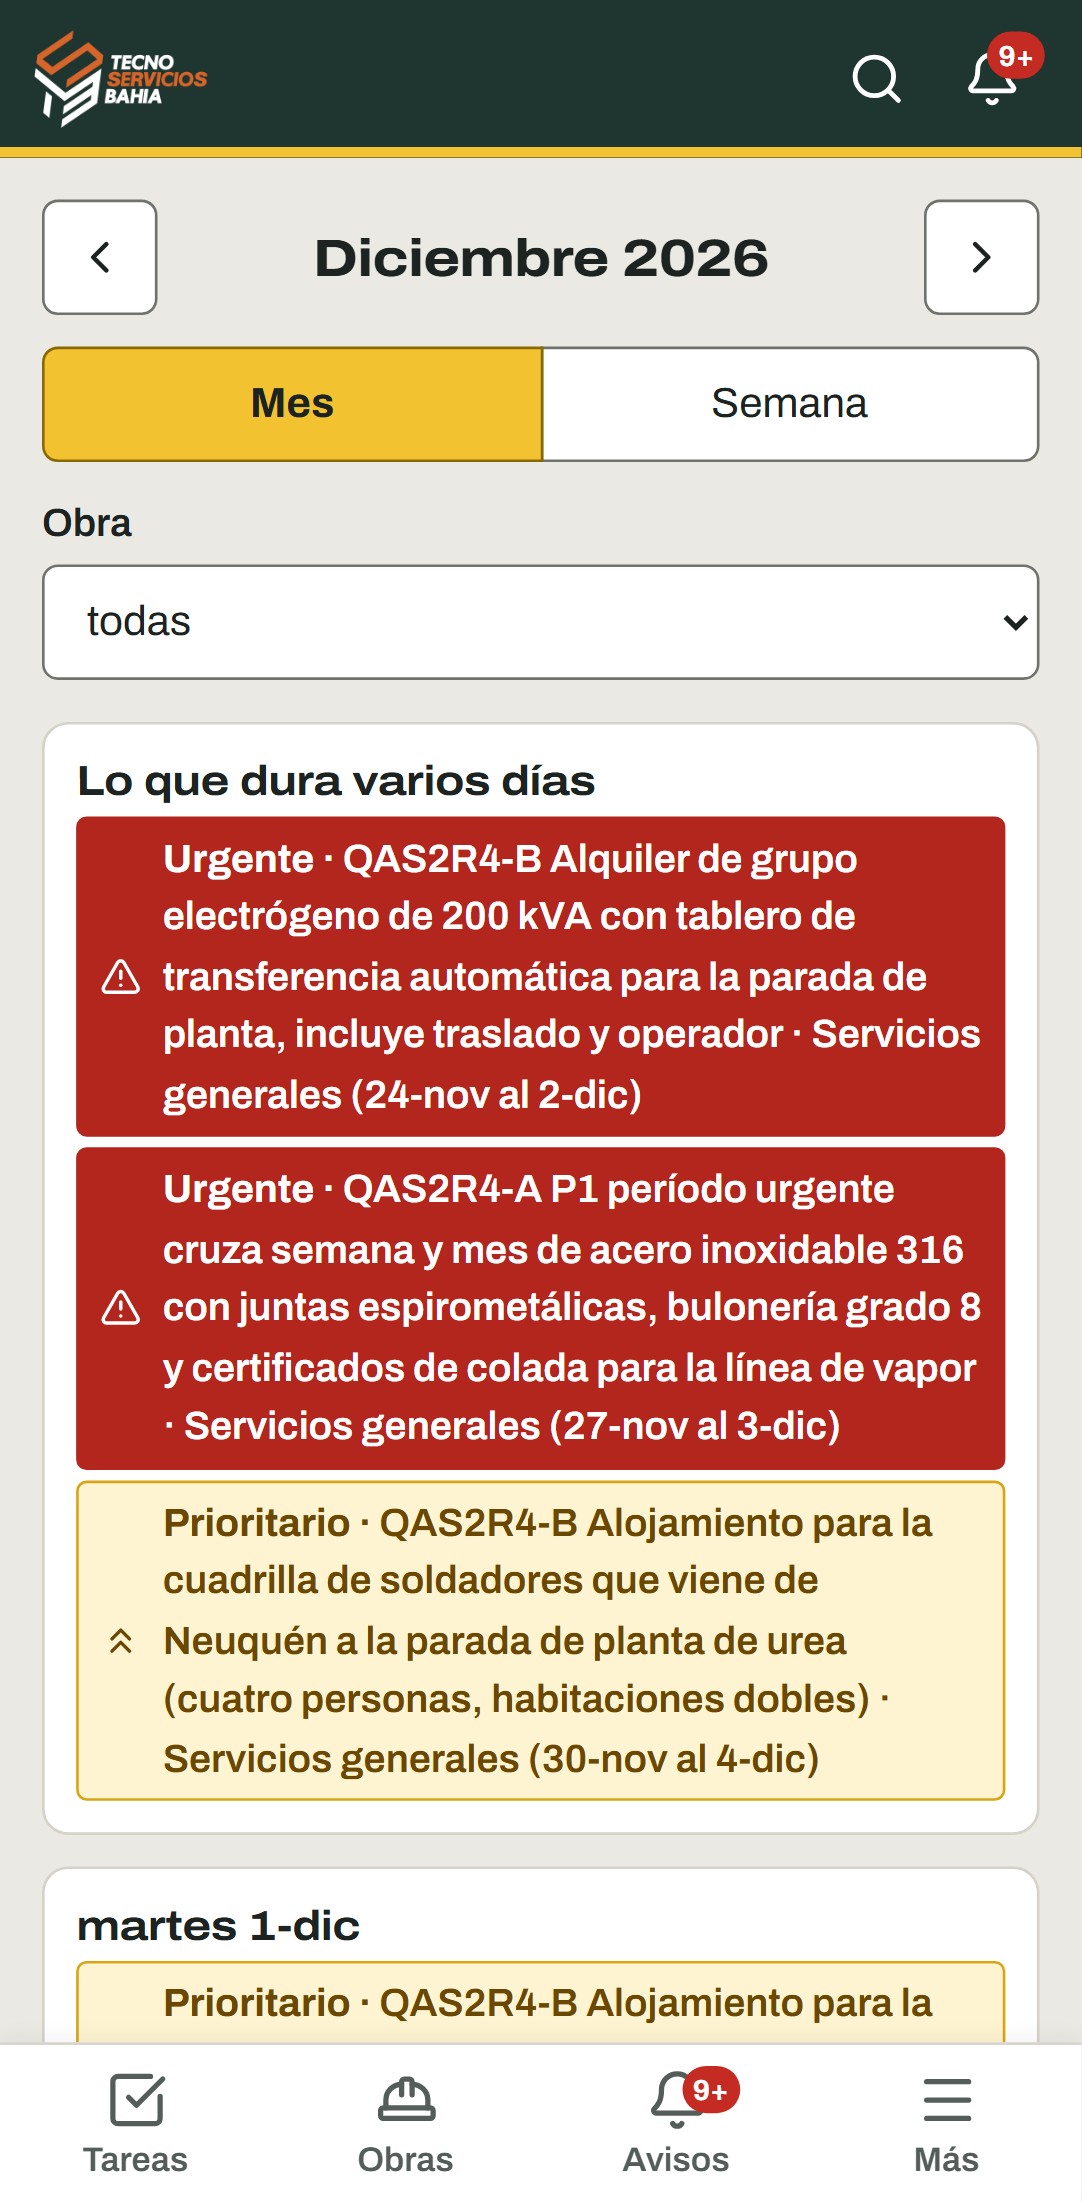 TECNO
SERVICIOS
BAHIA
9+
Diciembre 2026
Mes
Semana
Obra
todas
Lo que dura varios días
Urgente · QAS2R4-B Alquiler de grupo
electrógeno de 200 kVA con tablero de
transferencia automática para la parada de
planta, incluye traslado y operador · Servicios
generales (24-nov al 2-dic)
Urgente · QAS2R4-A P1 período urgente
cruza semana y mes de acero inoxidable 316
con juntas espirometálicas, bulonería grado 8
y certificados de colada para la línea de vapor
· Servicios generales (27-nov al 3-dic)
Prioritario · QAS2R4-B Alojamiento para la
cuadrilla de soldadores que viene de
Neuquén a la parada de planta de urea
(cuatro personas, habitaciones dobles) ·
Servicios generales (30-nov al 4-dic)
martes 1-dic
Prioritario · QAS2R4-B Alojamiento para la
9+
Tareas
Obras
Avisos
Más